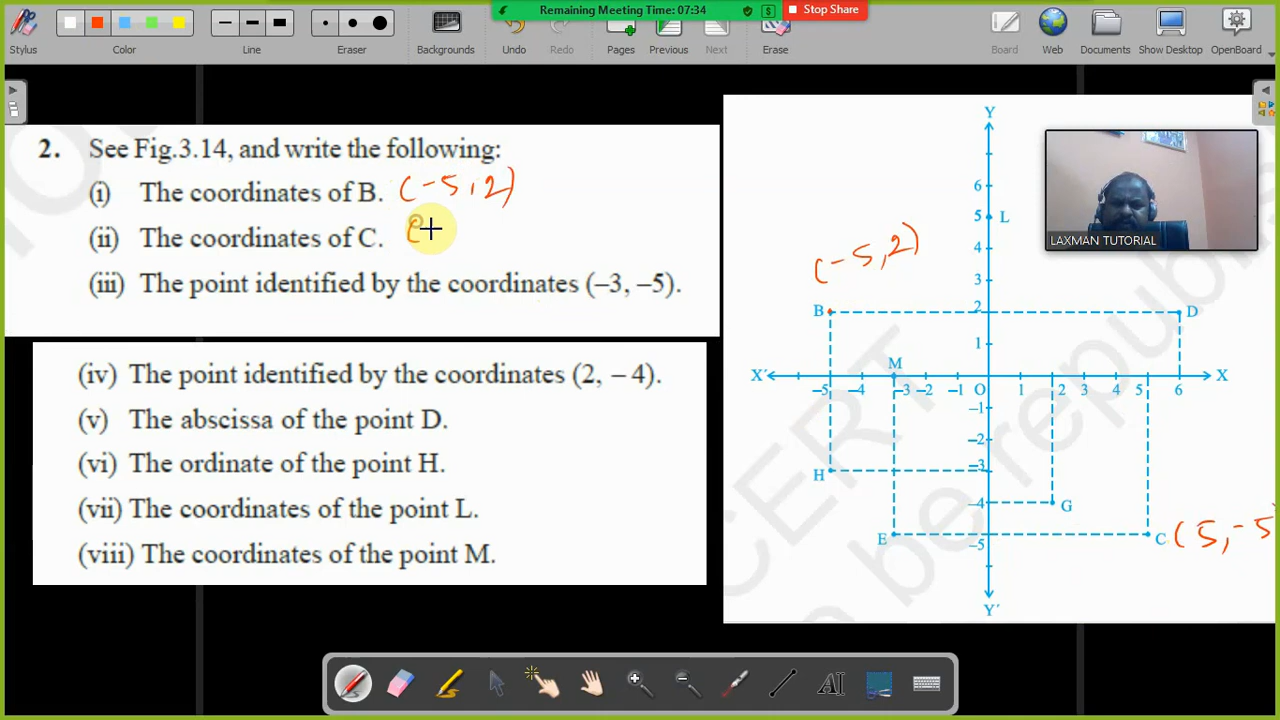 Remaining Meeting Time: 07:34
Stop Share
Stylus
Color
Line
Eraser
Backgrounds
Undo
Redo
Pages
Previous
Next
Erase
Board
Web
Documents
Show Desktop
OpenBoard
2. See Fig.3.14, and write the following:
(i) The coordinates of B. (-5,2)
(ii) The coordinates of C. (
(iii) The point identified by the coordinates (–3, –5).
(iv) The point identified by the coordinates (2, – 4).
(v) The abscissa of the point D.
(vi) The ordinate of the point H.
(vii) The coordinates of the point L.
(viii) The coordinates of the point M.
Y
LAXMAN TUTORIAL
6
5 L
4
(-5,2)
3
B 2 D
1
M
X′ –5 –4 –3 –2 –1 O 1 2 3 4 5 6 X
–1
–2
H –3
–4 G
E –5 C (5,-5
Y′
CERT
be republi